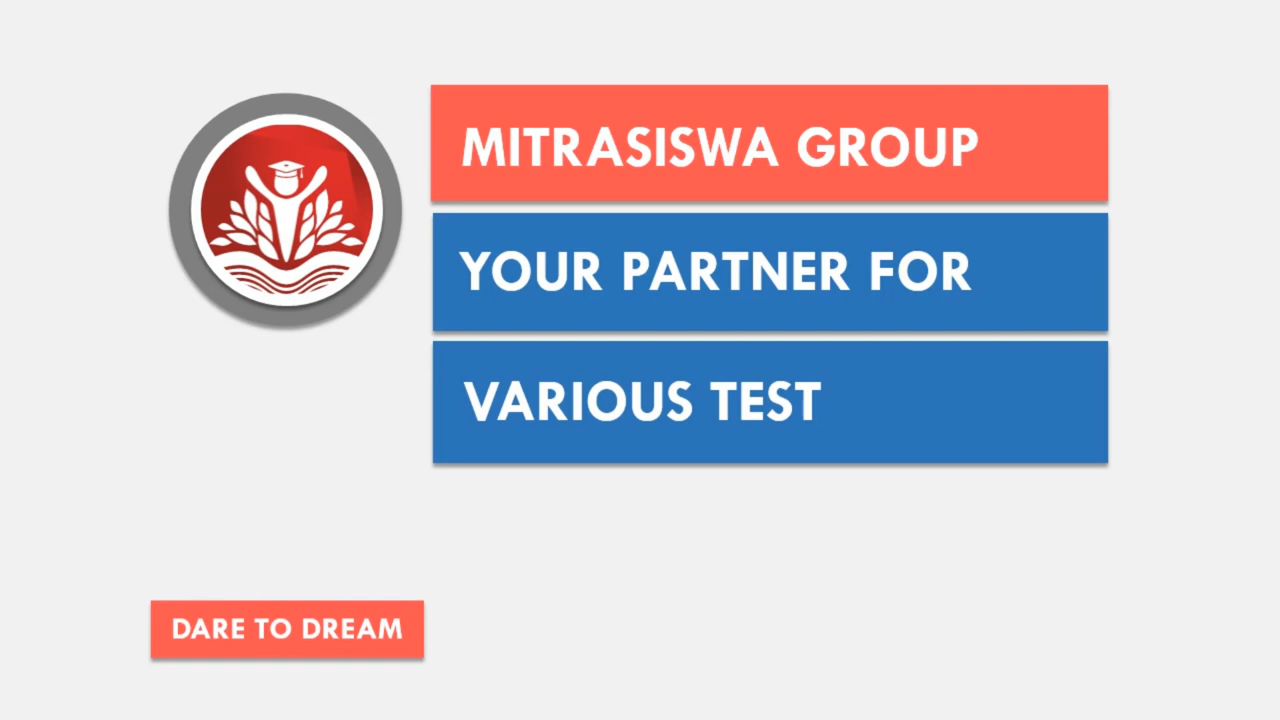 MITRASISWA GROUP
YOUR PARTNER FOR
VARIOUS TEST
DARE TO DREAM